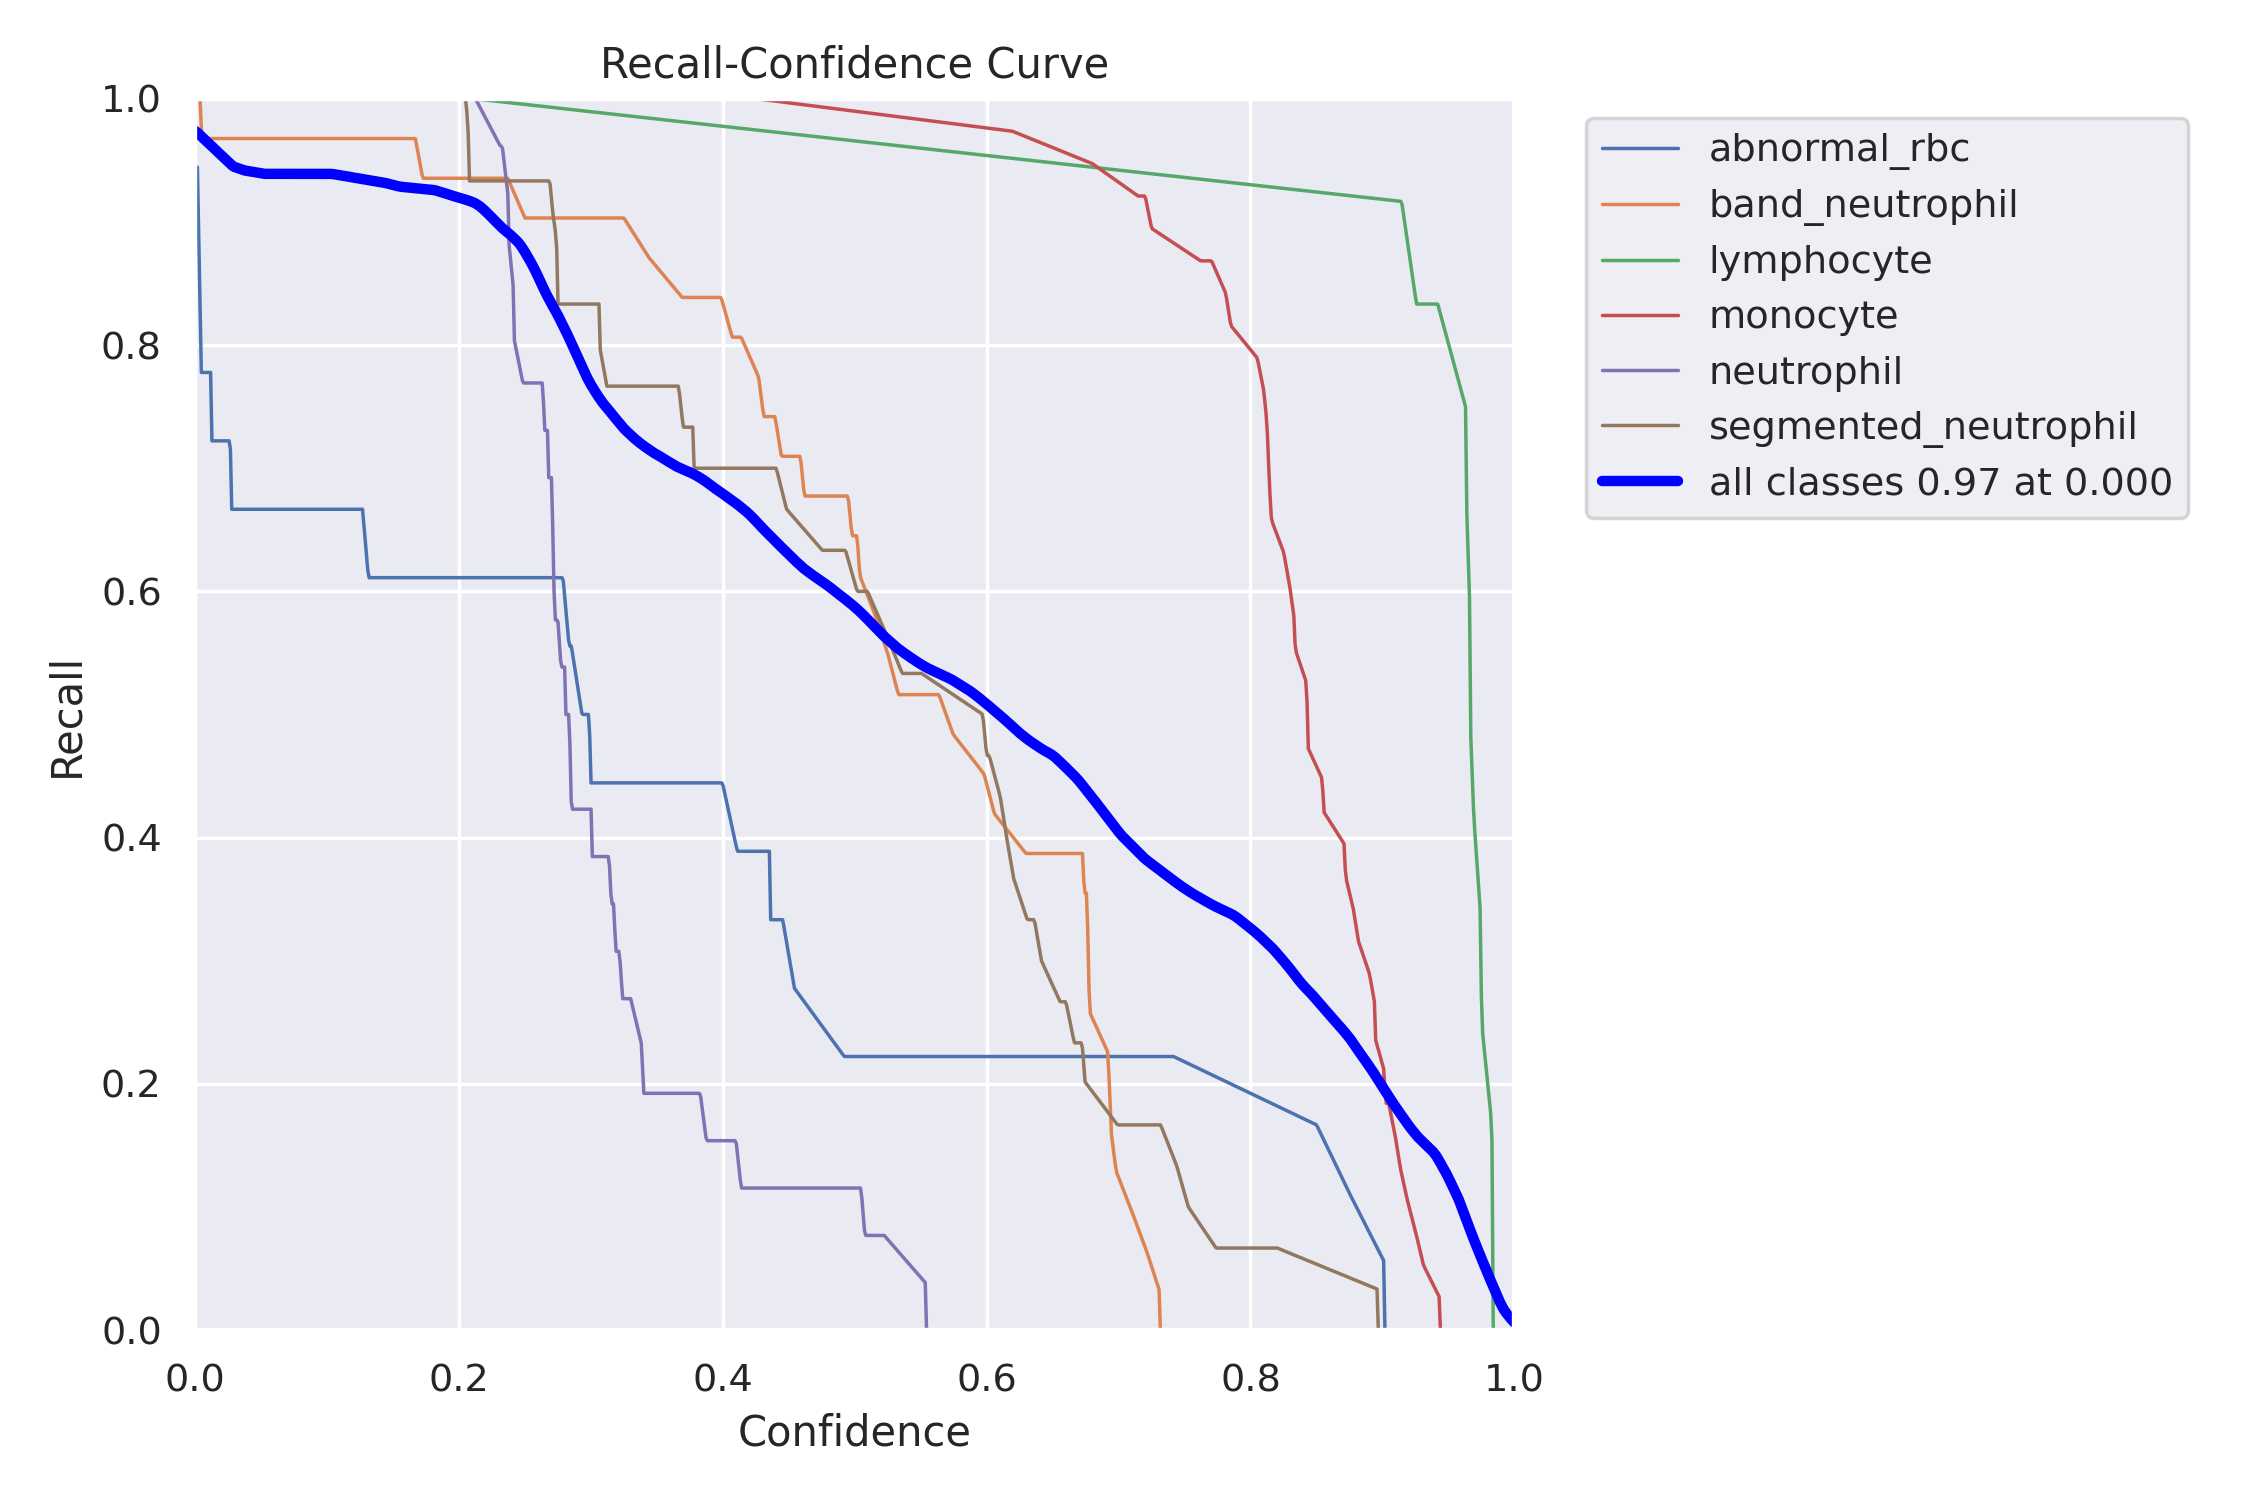 Recall-Confidence Curve
1.0
0.8
0.6
0.4
0.2
0.0
Recall
0.0 0.2 0.4 0.6 0.8 1.0
Confidence
abnormal_rbc
band_neutrophil
lymphocyte
monocyte
neutrophil
segmented_neutrophil
all classes 0.97 at 0.000